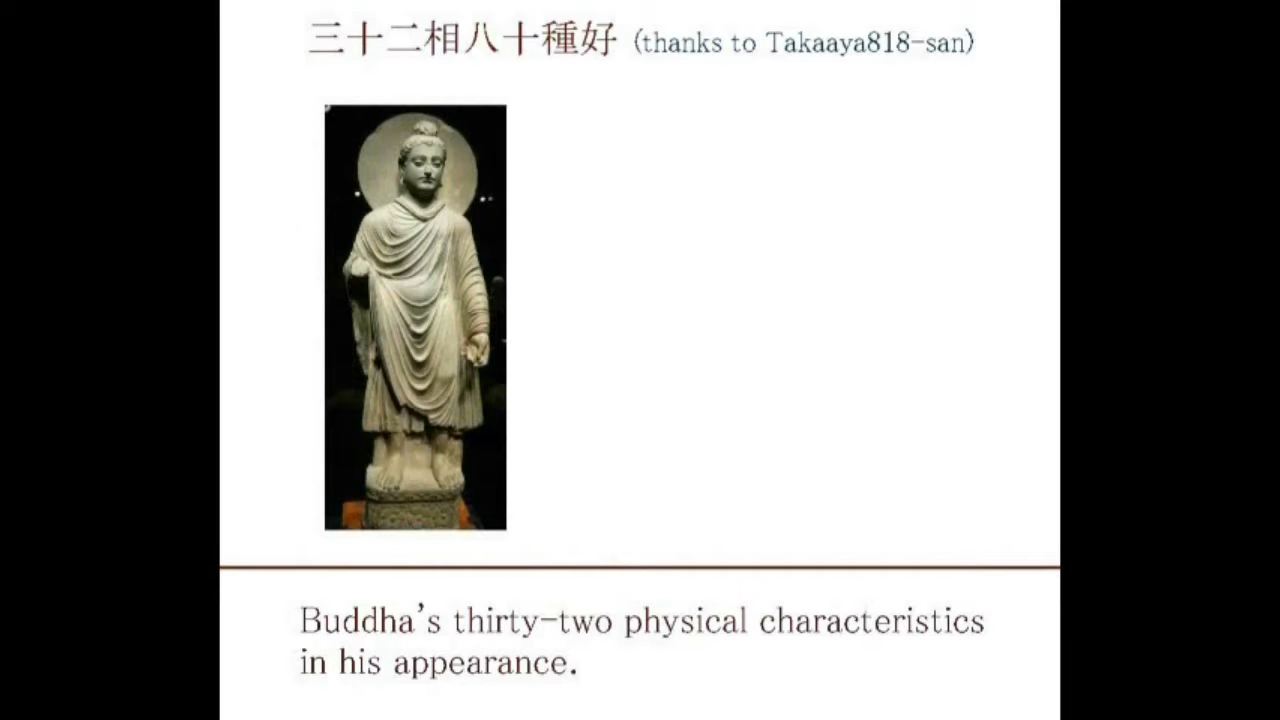 三十二相八十種好 (thanks to Takaaya818-san)
Buddha's thirty-two physical characteristics
in his appearance.